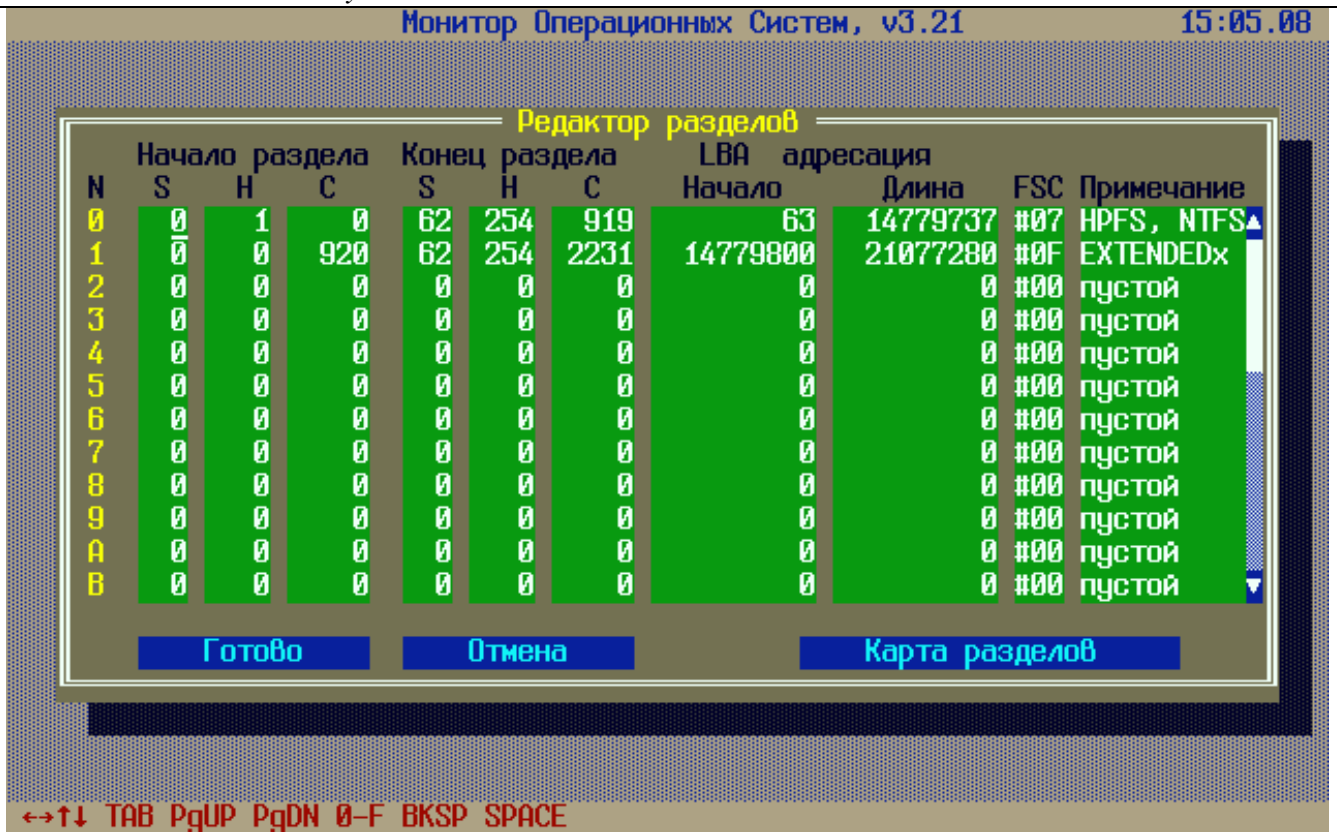 Монитор Операционных Систем, v3.21 15:05.08
Редактор разделов
Начало раздела Конец раздела LBA адресация
N S H C S H C Начало Длина FSC Примечание
0 0 1 0 62 254 919 63 14779737 #07 HPFS, NTFS
1 0 0 920 62 254 2231 14779800 21077280 #0F EXTENDEDx
2 0 0 0 0 0 0 0 0 #00 пустой
3 0 0 0 0 0 0 0 0 #00 пустой
4 0 0 0 0 0 0 0 0 #00 пустой
5 0 0 0 0 0 0 0 0 #00 пустой
6 0 0 0 0 0 0 0 0 #00 пустой
7 0 0 0 0 0 0 0 0 #00 пустой
8 0 0 0 0 0 0 0 0 #00 пустой
9 0 0 0 0 0 0 0 0 #00 пустой
A 0 0 0 0 0 0 0 0 #00 пустой
B 0 0 0 0 0 0 0 0 #00 пустой
Готово Отмена Карта разделов
←→↑↓ TAB PgUP PgDN 0-F BKSP SPACE